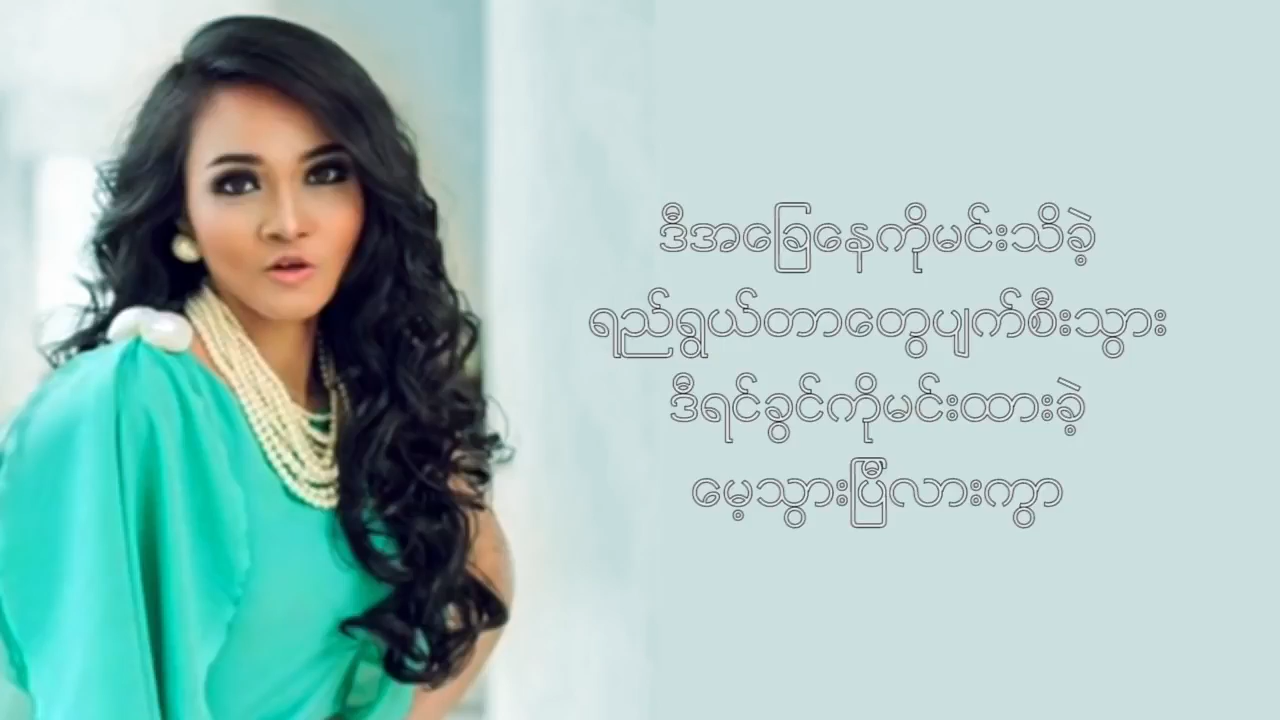 ဒီအခြေနေကိုမင်းသိခဲ့
ရည်ရွယ်တာတွေပျက်စီးသွား
ဒီရင်ခွင်ကိုမင်းထားခဲ့
မေ့သွားပြီလားကွာ